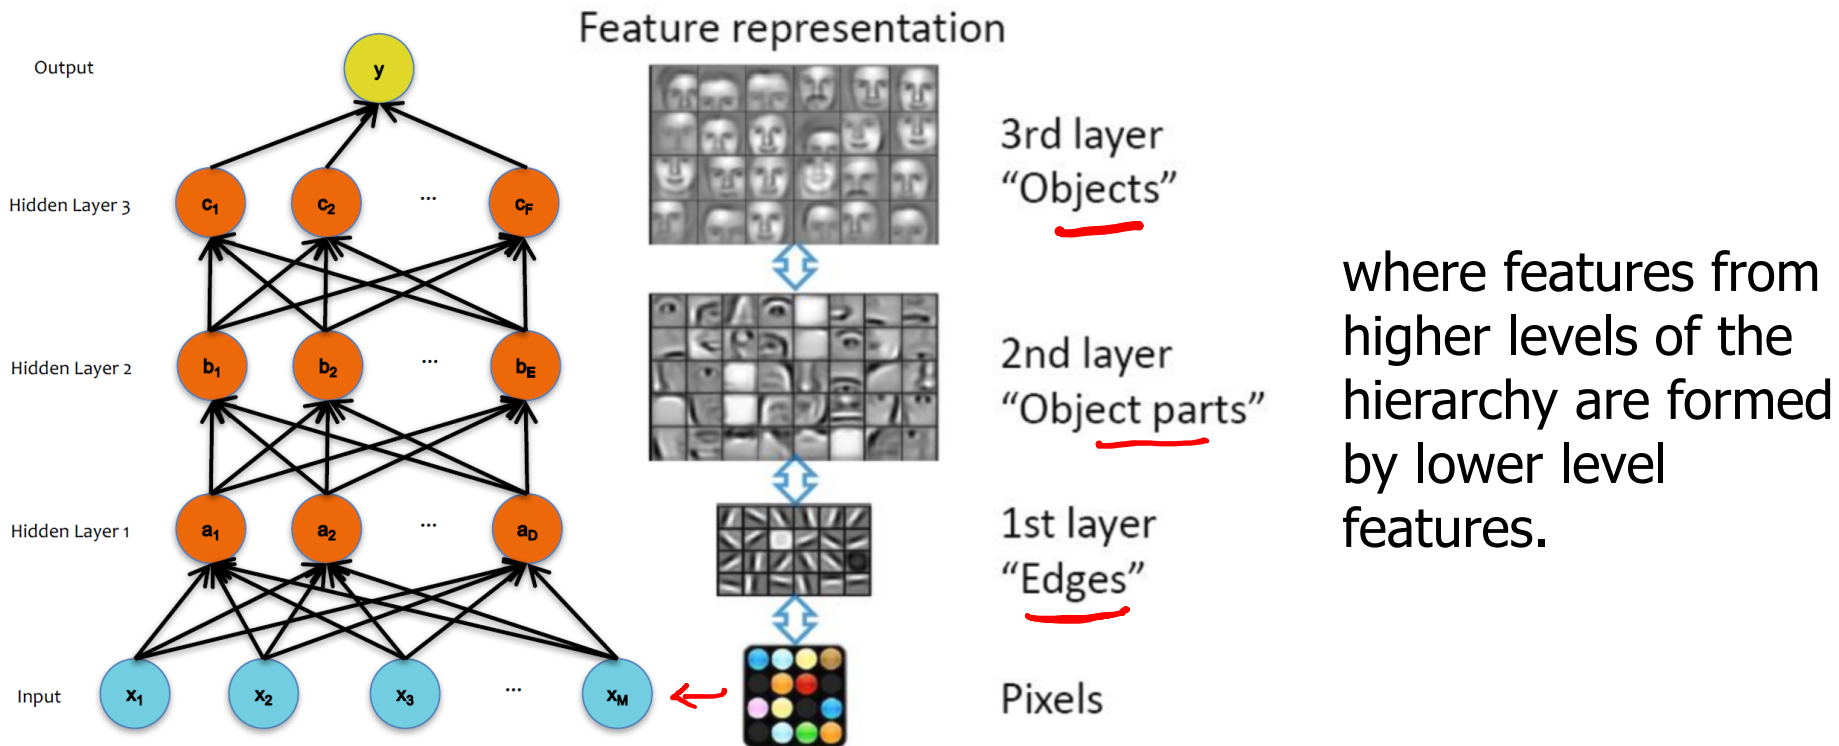 Feature representation
Output
y
3rd layer
“Objects”
Hidden Layer 3
c1 c2 ... cF
where features from
higher levels of the
hierarchy are formed
by lower level
features.
2nd layer
“Object parts”
Hidden Layer 2
b1 b2 ... bE
1st layer
“Edges”
Hidden Layer 1
a1 a2 ... aD
Input
x1 x2 x3 ... xM
Pixels